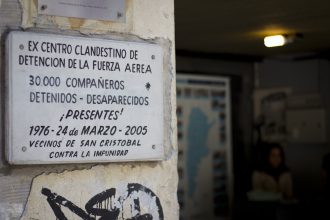 EX CENTRO CLANDESTINO DE
DETENCION DE LA FUERZA AEREA
30.000 COMPAÑEROS
DETENIDOS - DESAPARECIDOS
¡PRESENTES!
1976 - 24 de MARZO - 2005
VECINOS DE SAN CRISTOBAL
CONTRA LA IMPUNIDAD